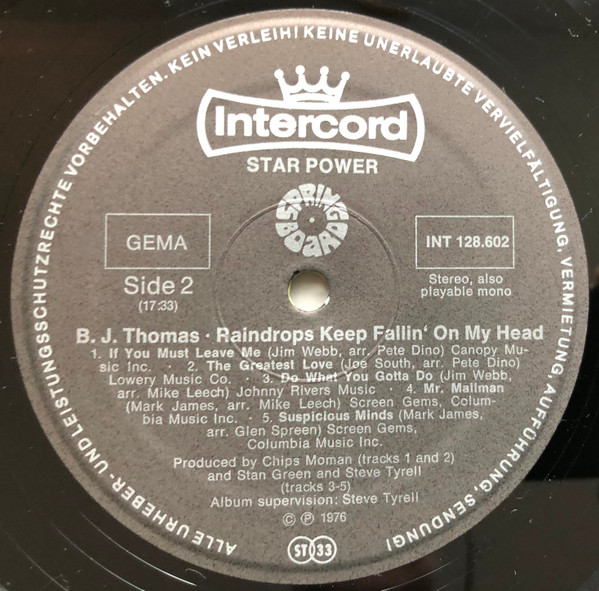 ALLE URHEBER- UND LEISTUNGSSCHUTZRECHTE VORBEHALTEN. KEIN VERLEIH! KEINE UNERLAUBTE VERVIELFÄLTIGUNG, VERMIETUNG, AUFFÜHRUNG, SENDUNG!
Intercord
STAR POWER
SPRING BOARD
GEMA
INT 128.602
Side 2
(17:33)
Stereo, also
playable mono
B. J. Thomas · Raindrops Keep Fallin' On My Head
1. If You Must Leave Me (Jim Webb, arr. Pete Dino) Canopy Mu-
sic Inc. · 2. The Greatest Love (Joe South, arr. Pete Dino)
Lowery Music Co. · 3. Do What You Gotta Do (Jim Webb,
arr. Mike Leech) Johnny Rivers Music · 4. Mr. Mailman
(Mark James, arr. Mike Leech) Screen Gems, Colum-
bia Music Inc. · 5. Suspicious Minds (Mark James,
arr. Glen Spreen) Screen Gems,
Columbia Music Inc.
Produced by Chips Moman (tracks 1 and 2)
and Stan Green and Steve Tyrell
(tracks 3-5)
Album supervision: Steve Tyrell
© ℗ 1976
ST 33